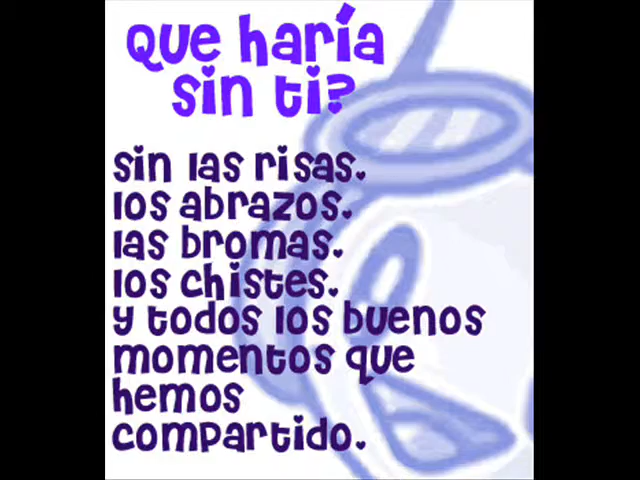 Que haría
sin ti?
sin las risas.
los abrazos.
las bromas.
los chistes.
y todos los buenos
momentos que
hemos
compartido.